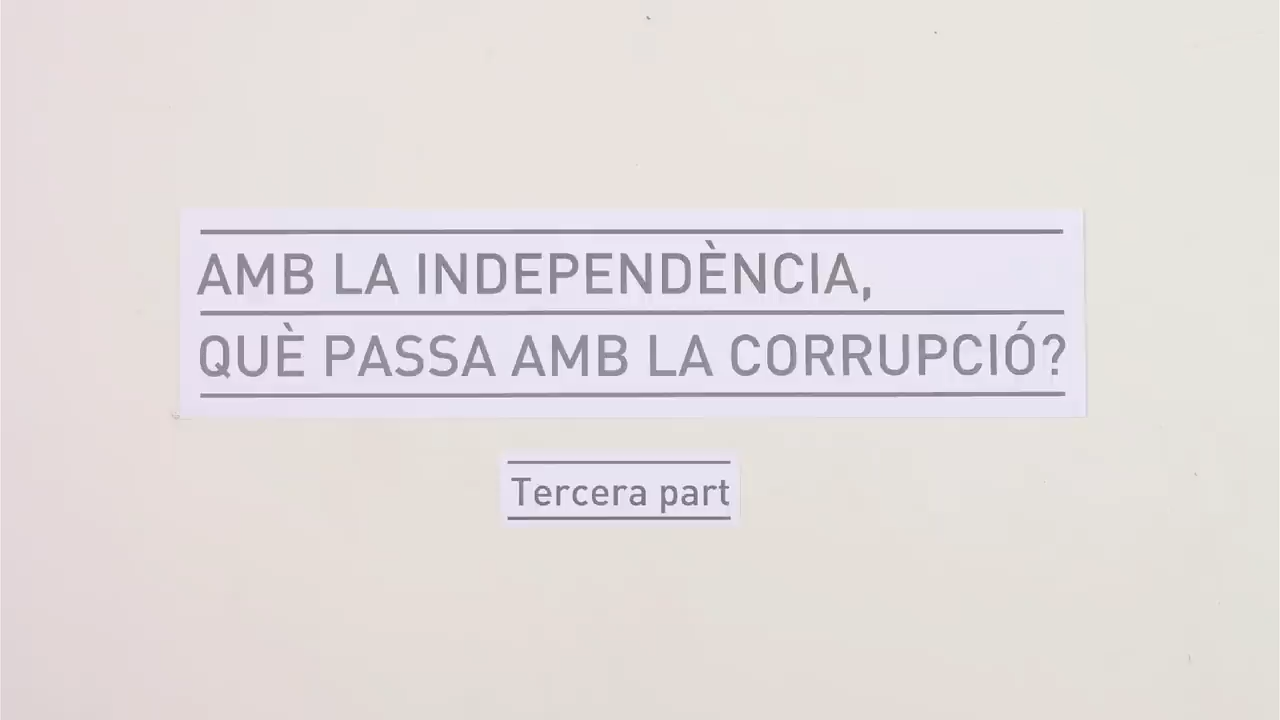 AMB LA INDEPENDÈNCIA,
QUÈ PASSA AMB LA CORRUPCIÓ?
Tercera part